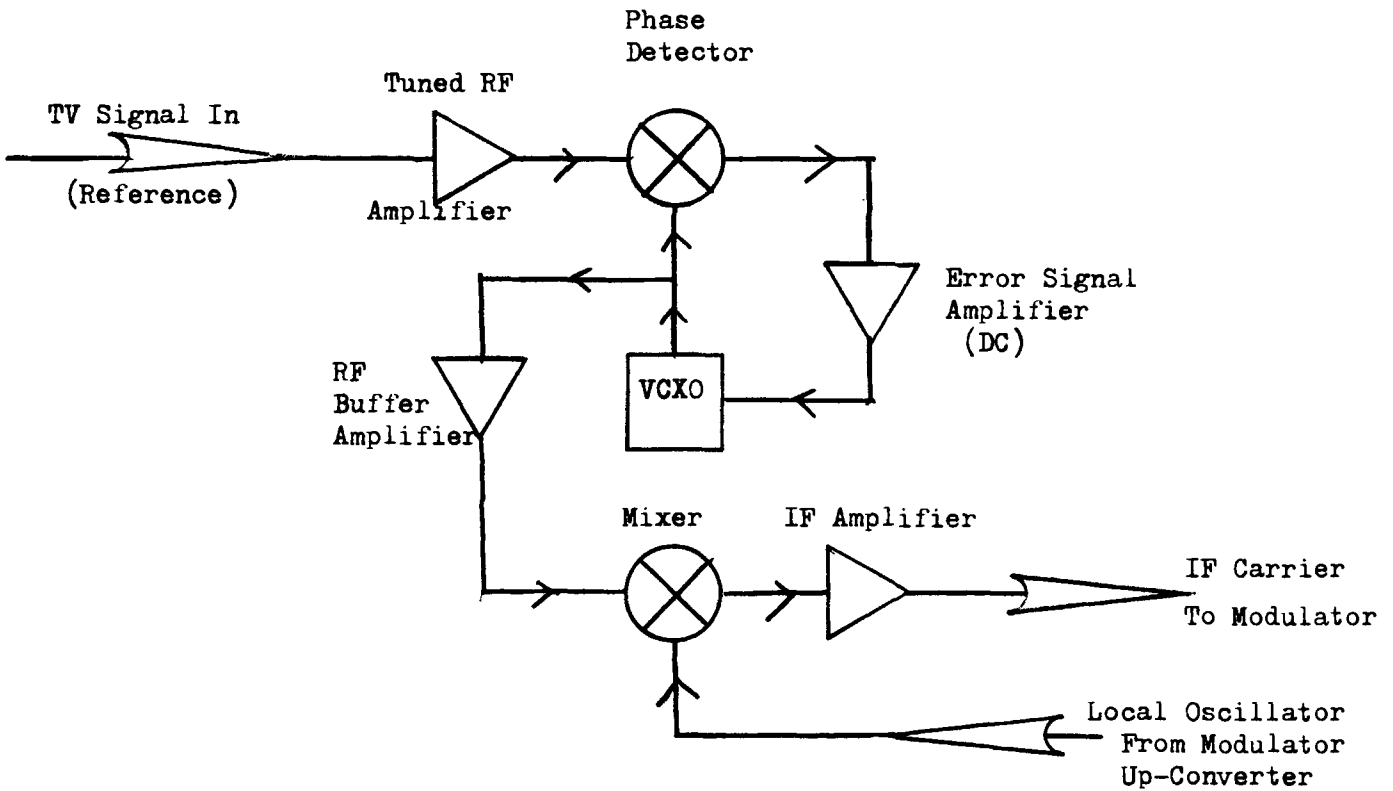 Phase
Detector
Tuned RF
Amplifier
TV Signal In
(Reference)
Error Signal
Amplifier
(DC)
RF
Buffer
Amplifier
VCXO
Mixer
IF Amplifier
IF Carrier
To Modulator
Local Oscillator
From Modulator
Up-Converter